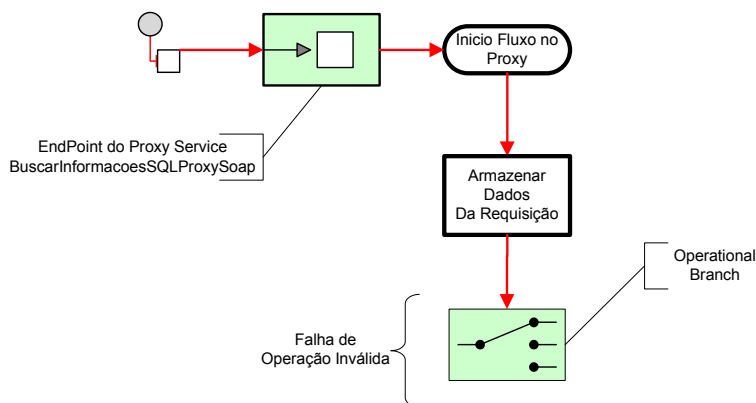 Inicio Fluxo no
Proxy
EndPoint do Proxy Service
BuscarInformacoesSQLProxySoap
Armazenar
Dados
Da Requisição
Operational
Branch
Falha de
Operação Inválida